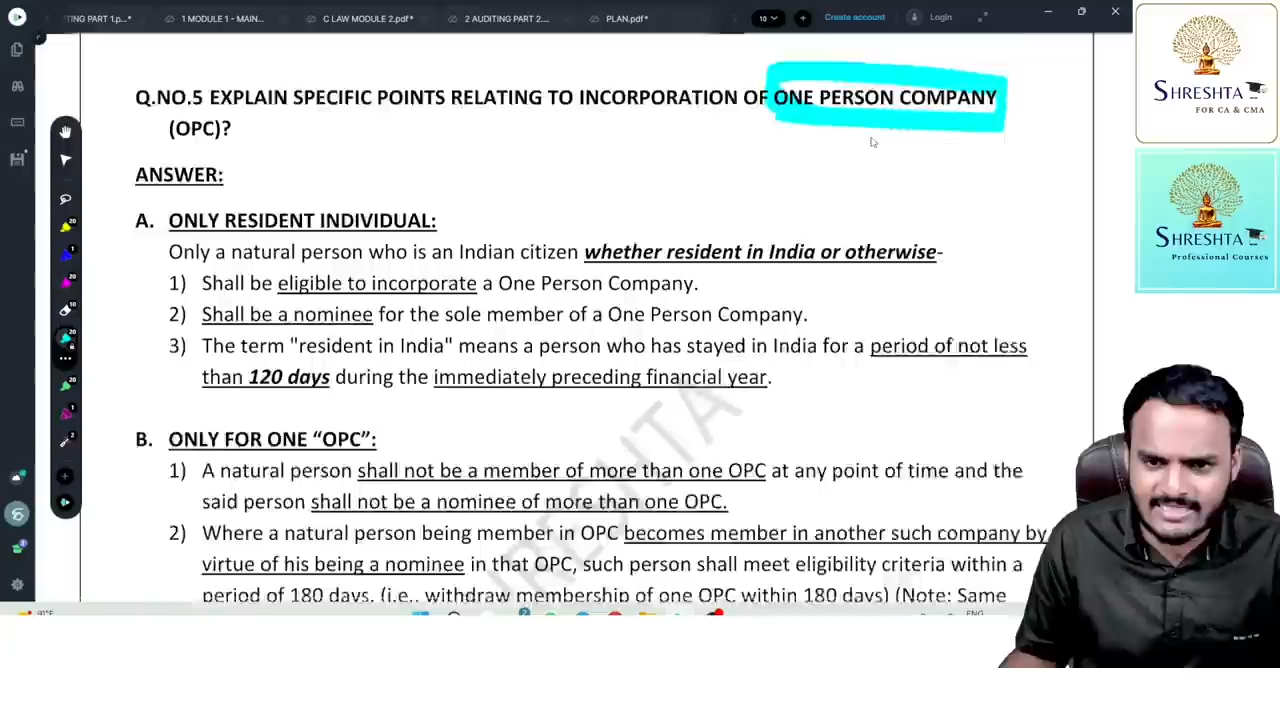 TING PART 1.p...*
1 MODULE 1 - MAIN...
C LAW MODULE 2.pdf*
2 AUDITING PART 2....
PLAN.pdf*
10
Create account
Login
Q.NO.5 EXPLAIN SPECIFIC POINTS RELATING TO INCORPORATION OF ONE PERSON COMPANY
(OPC)?
ANSWER:
A. ONLY RESIDENT INDIVIDUAL:
Only a natural person who is an Indian citizen whether resident in India or otherwise-
1) Shall be eligible to incorporate a One Person Company.
2) Shall be a nominee for the sole member of a One Person Company.
3) The term "resident in India" means a person who has stayed in India for a period of not less
than 120 days during the immediately preceding financial year.
B. ONLY FOR ONE “OPC”:
1) A natural person shall not be a member of more than one OPC at any point of time and the
said person shall not be a nominee of more than one OPC.
2) Where a natural person being member in OPC becomes member in another such company by
virtue of his being a nominee in that OPC, such person shall meet eligibility criteria within a
period of 180 days. (i.e., withdraw membership of one OPC within 180 days) (Note: Same
SHRESHTA
91°F
ENG
SHRESHTA
FOR CA & CMA
SHRESHTA
Professional Courses